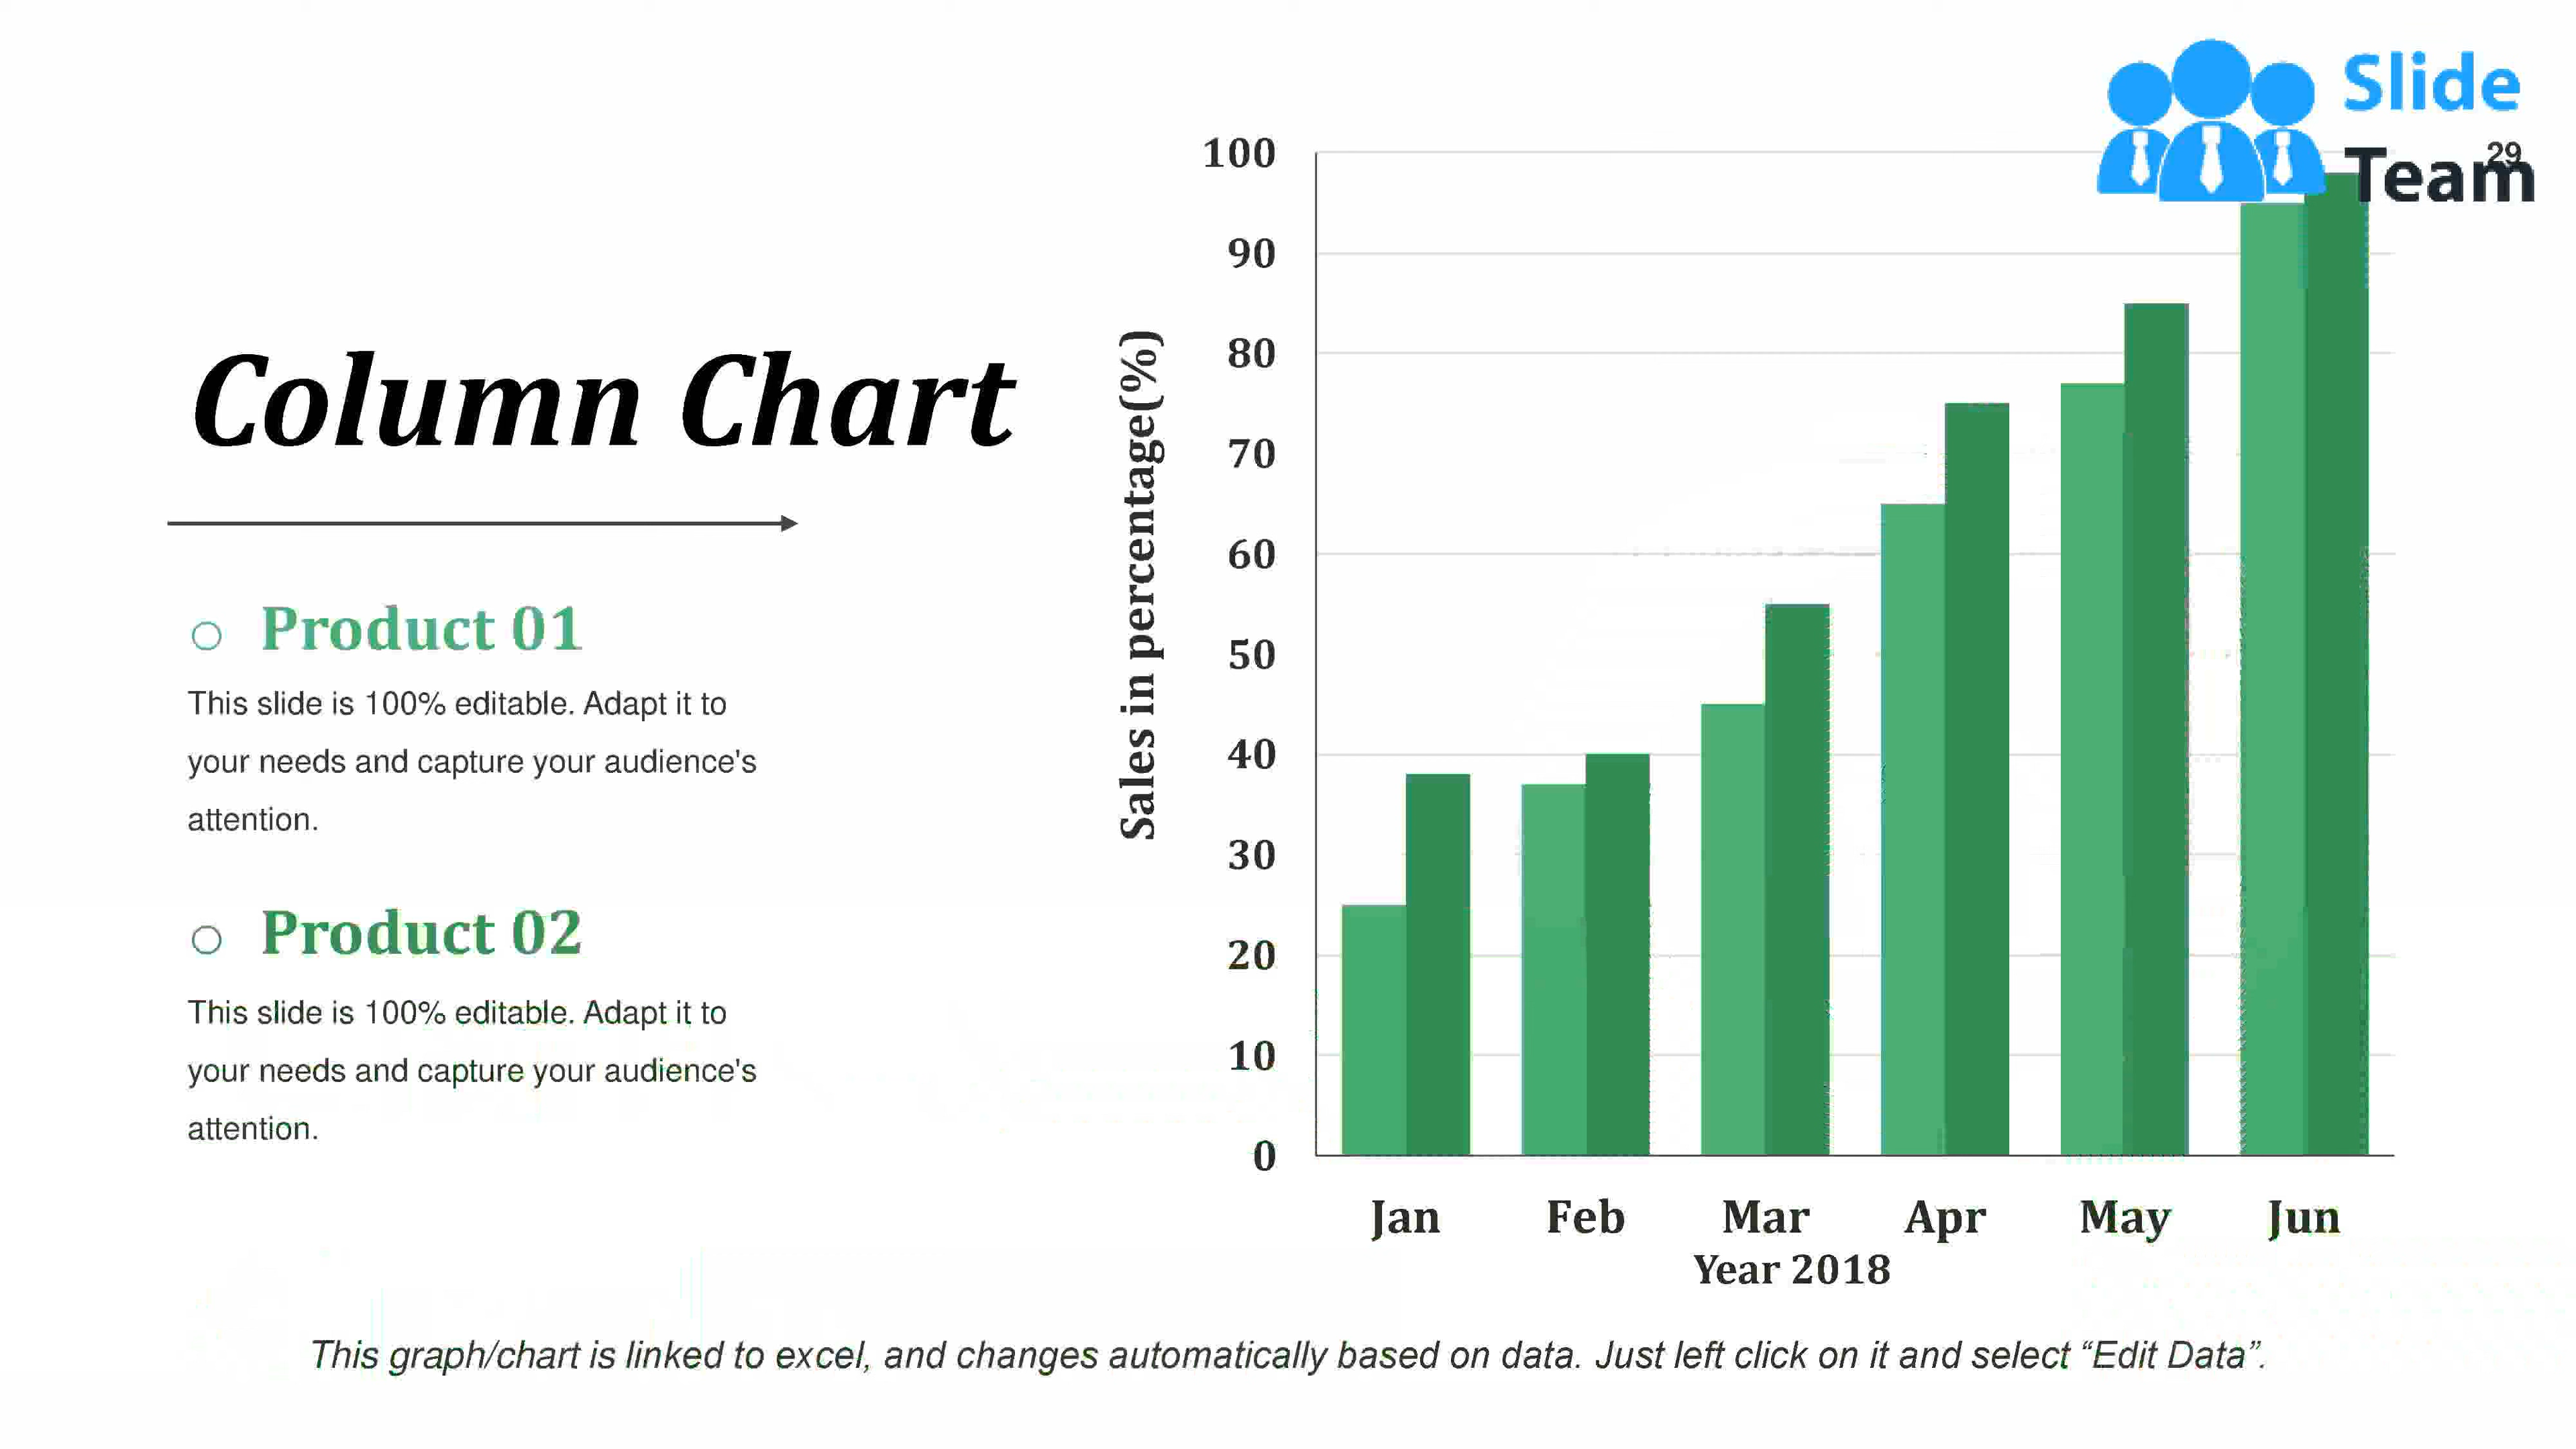 Slide
Team
29
Column Chart
Product 01
This slide is 100% editable. Adapt it to
your needs and capture your audience's
attention.
Product 02
This slide is 100% editable. Adapt it to
your needs and capture your audience's
attention.
Sales in percentage(%)
100
90
80
70
60
50
40
30
20
10
0
Jan Feb Mar Apr May Jun
Year 2018
This graph/chart is linked to excel, and changes automatically based on data. Just left click on it and select “Edit Data”.